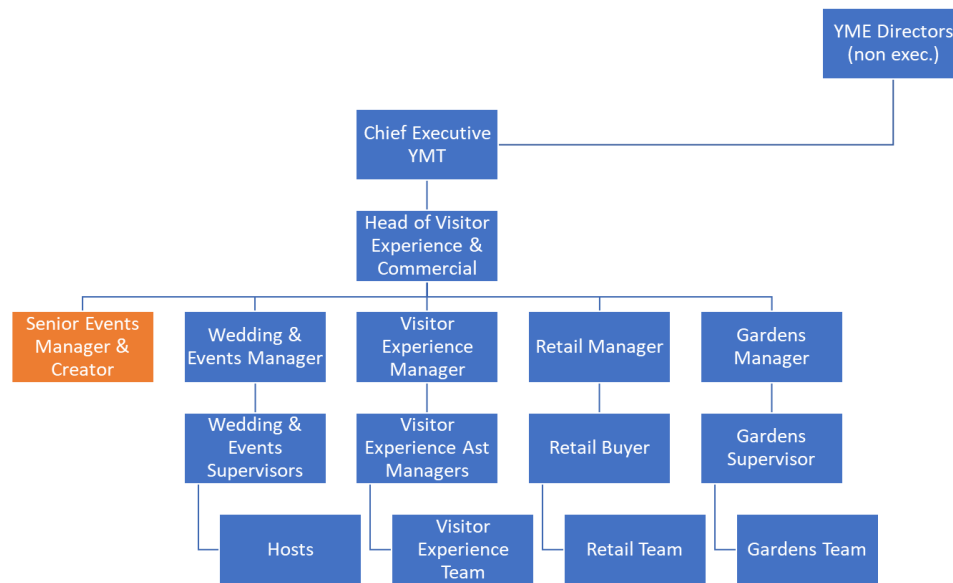 YME Directors
(non exec.)
Chief Executive
YMT
Head of Visitor
Experience &
Commercial
Senior Events
Manager &
Creator
Wedding &
Events Manager
Visitor
Experience
Manager
Retail Manager
Gardens
Manager
Wedding &
Events
Supervisors
Visitor
Experience Ast
Managers
Retail Buyer
Gardens
Supervisor
Hosts
Visitor
Experience
Team
Retail Team
Gardens Team